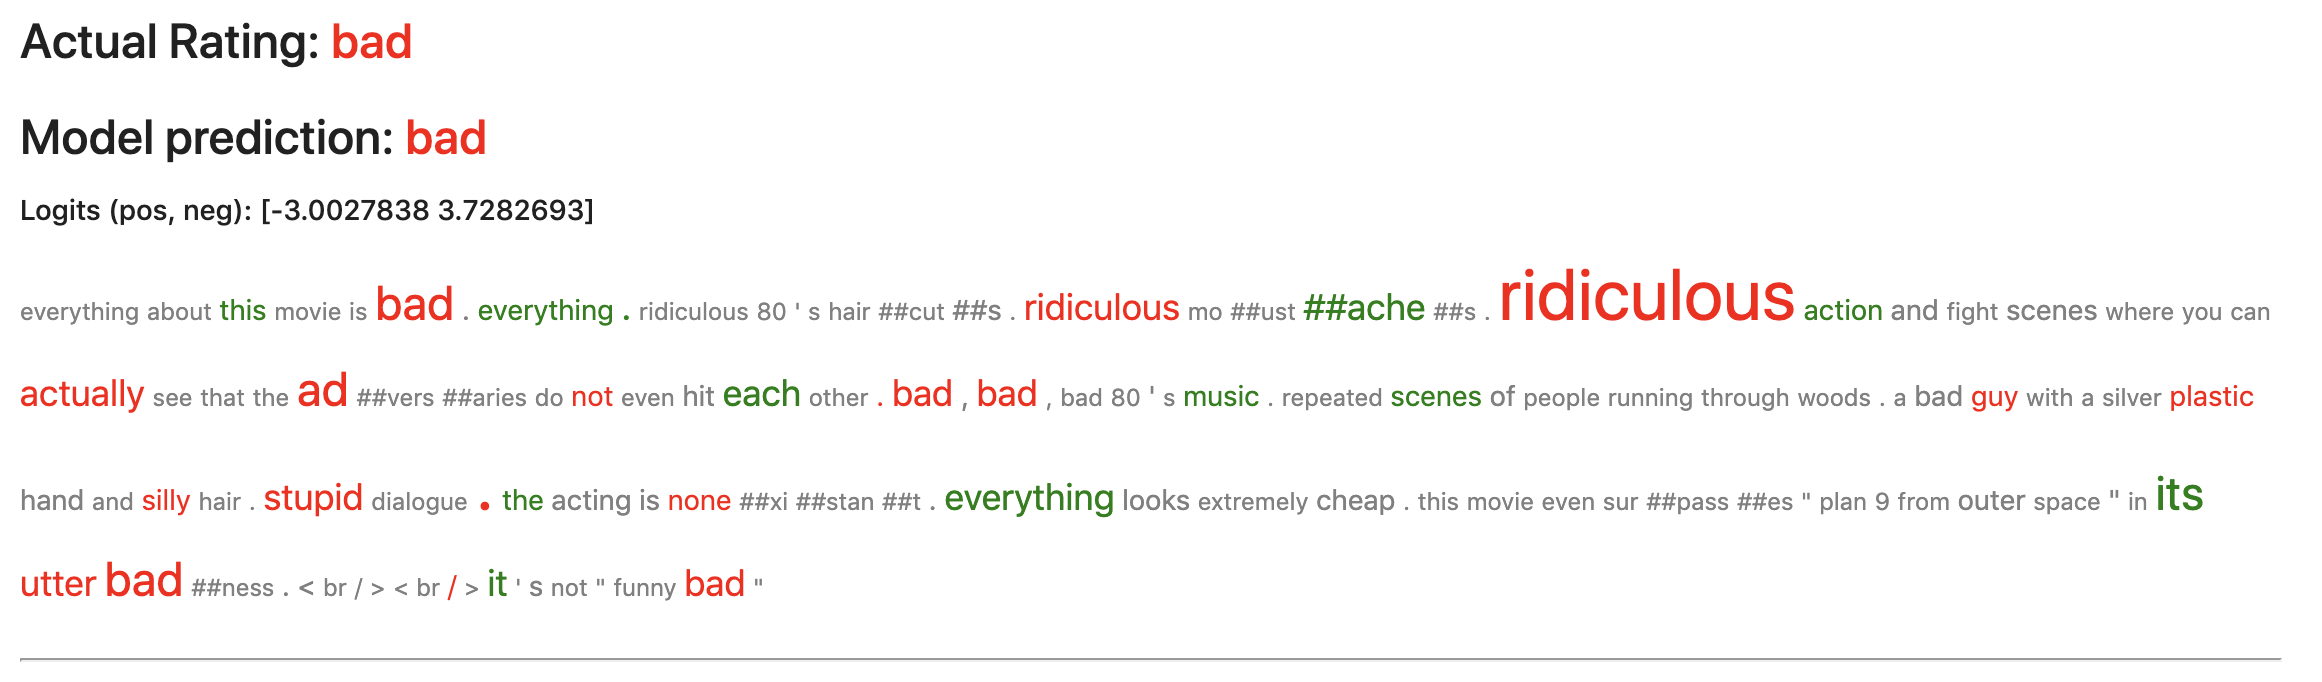 Actual Rating: bad
Model prediction: bad
Logits (pos, neg): [-3.0027838 3.7282693]
everything about this movie is bad . everything . ridiculous 80 ' s hair ##cut ##s . ridiculous mo ##ust ##ache ##s . ridiculous action and fight scenes where you can
actually see that the ad ##vers ##aries do not even hit each other . bad , bad , bad 80 ' s music . repeated scenes of people running through woods . a bad guy with a silver plastic
hand and silly hair . stupid dialogue . the acting is none ##xi ##stan ##t . everything looks extremely cheap . this movie even sur ##pass ##es " plan 9 from outer space " in its
utter bad ##ness . < br / > < br / > it ' s not " funny bad "